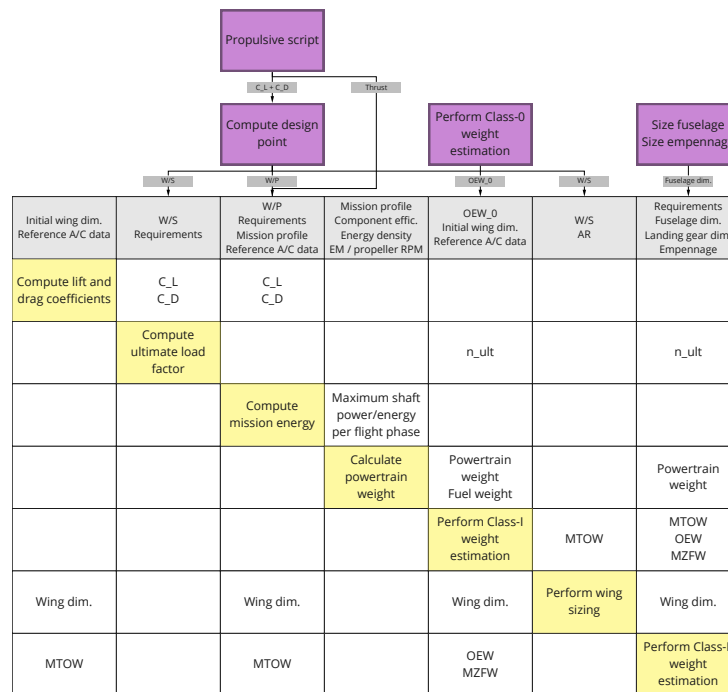 Propulsive script
C_L + C_D
Thrust
Compute design
point
Perform Class-0
weight
estimation
Size fuselage
Size empennag
W/S
W/P
OEW_0
W/S
Fuselage dim.
Initial wing dim.
Reference A/C data
W/S
Requirements
W/P
Requirements
Mission profile
Reference A/C data
Mission profile
Component effic.
Energy density
EM / propeller RPM
OEW_0
Initial wing dim.
Reference A/C data
W/S
AR
Requirements
Fuselage dim.
Landing gear dim
Empennage
Compute lift and
drag coefficients
C_L
C_D
C_L
C_D
Compute
ultimate load
factor
n_ult
n_ult
Compute
mission energy
Maximum shaft
power/energy
per flight phase
Calculate
powertrain
weight
Powertrain
weight
Fuel weight
Powertrain
weight
Perform Class-I
weight
estimation
MTOW
MTOW
OEW
MZFW
Wing dim.
Wing dim.
Wing dim.
Perform wing
sizing
Wing dim.
MTOW
MTOW
OEW
MZFW
Perform Class-I
weight
estimation